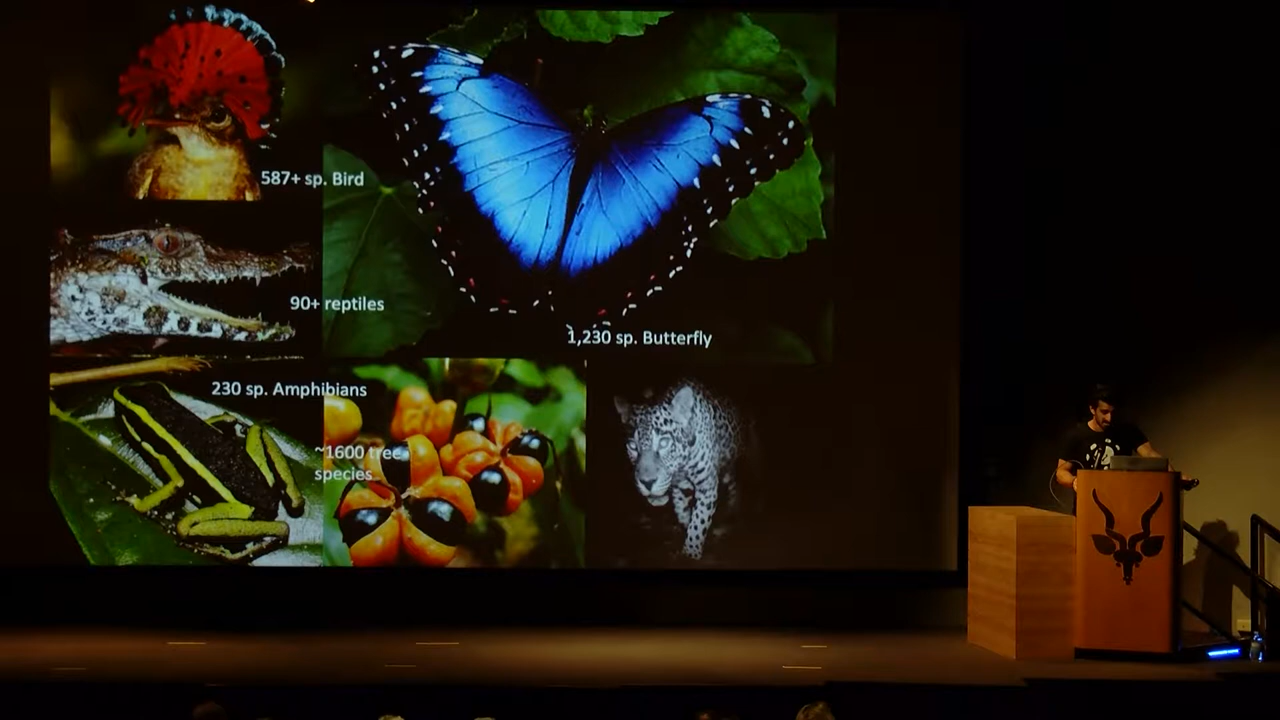 587+ sp. Bird
90+ reptiles
1,230 sp. Butterfly
230 sp. Amphibians
~1600 tree
species